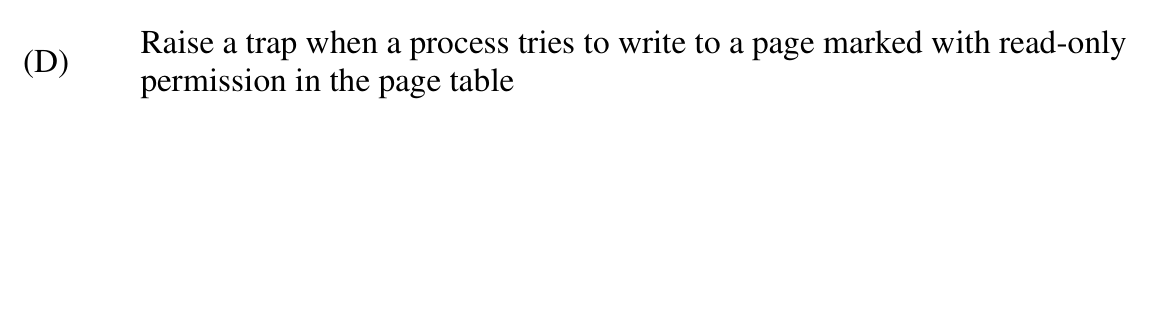 (D) Raise a trap when a process tries to write to a page marked with read-only
permission in the page table